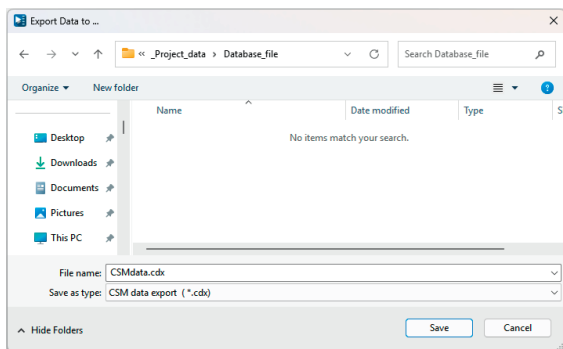 Export Data to ...
« _Project_data › Database_file
Search Database_file
Organize
New folder
Name
Date modified
Type
S
Desktop
No items match your search.
Downloads
Documents
Pictures
This PC
File name: CSMdata.cdx
Save as type: CSM data export ( *.cdx)
Hide Folders
Save
Cancel